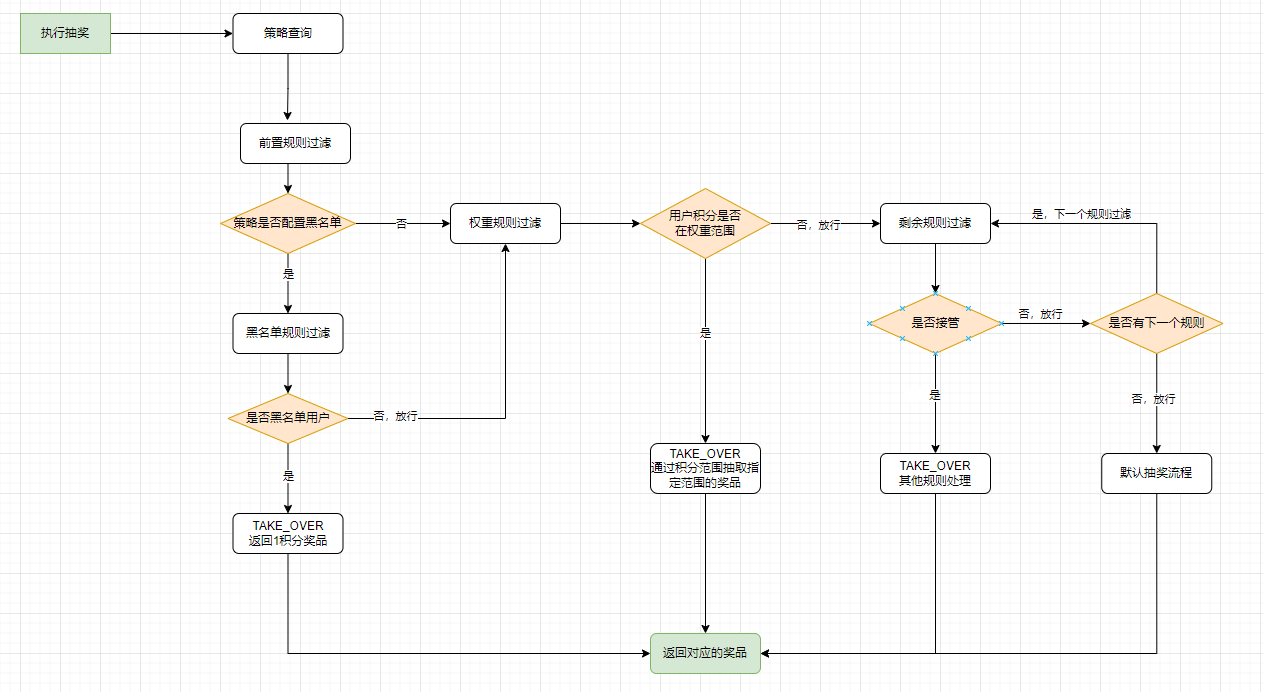 执行抽奖
策略查询
前置规则过滤
策略是否配置黑名单
否
权重规则过滤
用户积分是否
在权重范围
否，放行
剩余规则过滤
是，下一个规则过滤
是
黑名单规则过滤
是否黑名单用户
否，放行
是
TAKE_OVER
返回1积分奖品
是
TAKE_OVER
通过积分范围抽取指
定范围的奖品
是否接管
否，放行
是否有下一个规则
是
TAKE_OVER
其他规则处理
否，放行
默认抽奖流程
返回对应的奖品